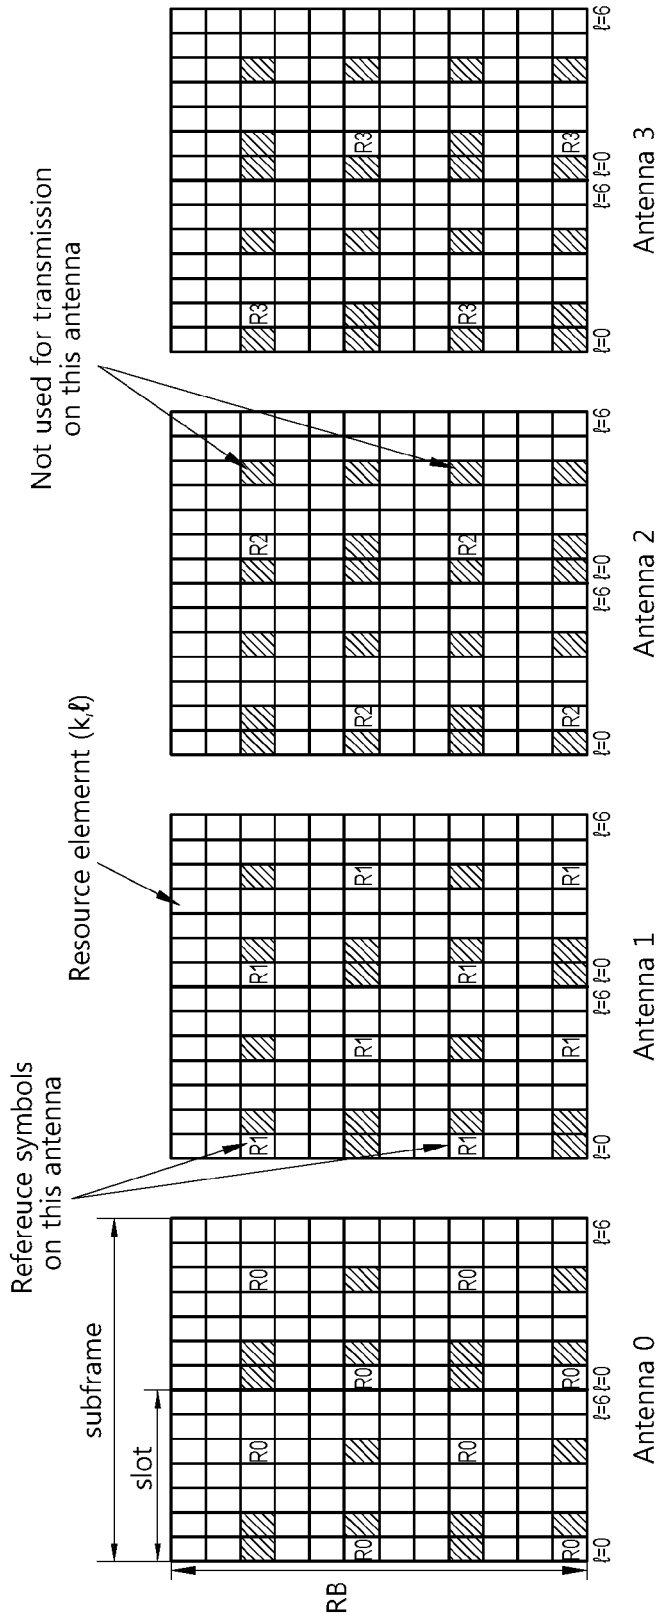 Refereuce symbols
on this antenna
Resource elemernt (k,ℓ)
Not used for transmission
on this antenna
subframe
slot
RB
R0 R0 R1 R1 R2 R3
R0 R0 R1 R1 R2 R3
R0 R0 R1 R1 R2 R3
R0 R0 R1 R1 R2 R3
ℓ=0 ℓ=6 ℓ=0 ℓ=6 ℓ=0 ℓ=6 ℓ=0 ℓ=6 ℓ=0 ℓ=6 ℓ=0 ℓ=6 ℓ=0 ℓ=6 ℓ=0 ℓ=6
Antenna 0 Antenna 1 Antenna 2 Antenna 3